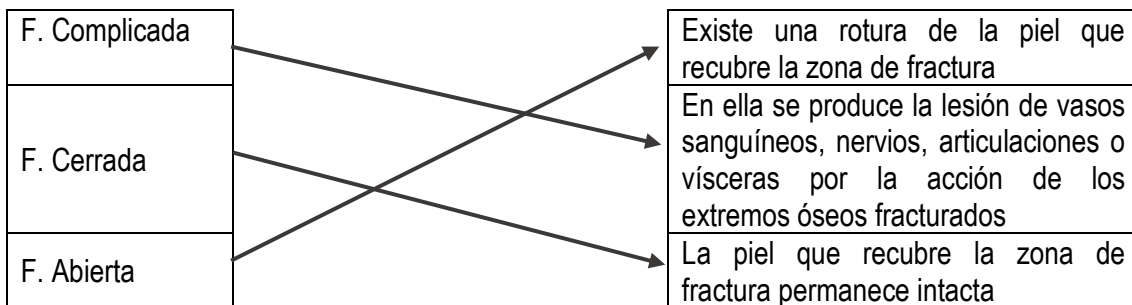 F. Complicada
F. Cerrada
F. Abierta
Existe una rotura de la piel que
recubre la zona de fractura
En ella se produce la lesión de vasos
sanguíneos, nervios, articulaciones o
vísceras por la acción de los
extremos óseos fracturados
La piel que recubre la zona de
fractura permanece intacta